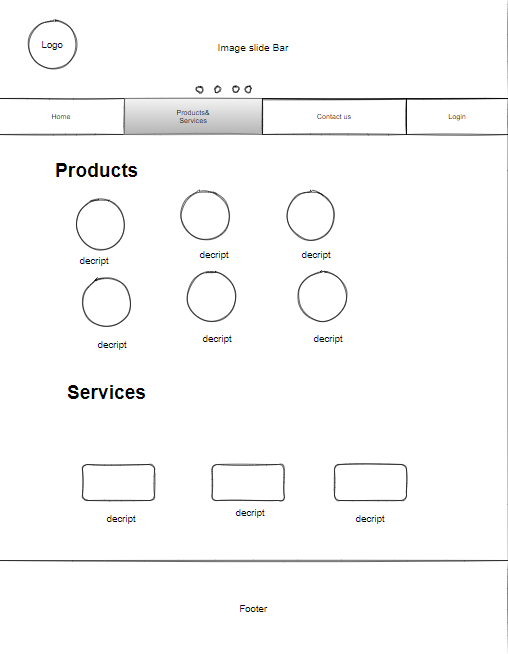 Logo
Image slide Bar
Home
Products&
Services
Contact us
Login
Products
decript
decript
decript
decript
decript
decript
Services
decript
decript
decript
Footer